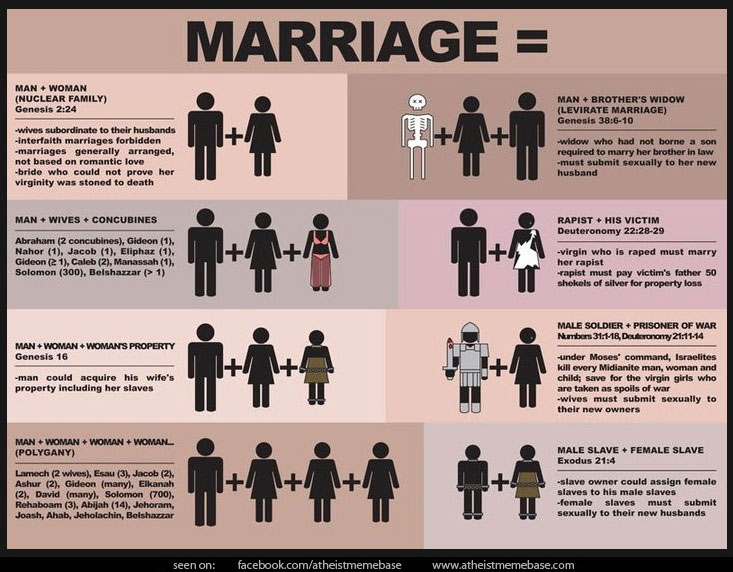 MARRIAGE =
MAN + WOMAN
(NUCLEAR FAMILY)
Genesis 2:24
-wives subordinate to their husbands
-interfaith marriages forbidden
-marriages generally arranged,
not based on romantic love
-bride who could not prove her
virginity was stoned to death
+
+
+
MAN + BROTHER'S WIDOW
(LEVIRATE MARRIAGE)
Genesis 38:6-10
-widow who had not borne a son
required to marry her brother in law
-must submit sexually to her new
husband
MAN + WIVES + CONCUBINES
Abraham (2 concubines), Gideon (1),
Nahor (1), Jacob (1), Eliphaz (1),
Gideon (≥ 1), Caleb (2), Manassah (1),
Solomon (300), Belshazzar (> 1)
+
+
+
RAPIST + HIS VICTIM
Deuteronomy 22:28-29
-virgin who is raped must marry
her rapist
-rapist must pay victim's father 50
shekels of silver for property loss
MAN + WOMAN + WOMAN'S PROPERTY
Genesis 16
-man could acquire his wife's
property including her slaves
+
+
+
MALE SOLDIER + PRISONER OF WAR
Numbers 31:1-18, Deuteronomy 21:11-14
-under Moses' command, Israelites
kill every Midianite man, woman and
child; save for the virgin girls who
are taken as spoils of war
-wives must submit sexually to
their new owners
MAN + WOMAN + WOMAN + WOMAN...
(POLYGANY)
Lamech (2 wives), Esau (3), Jacob (2),
Ashur (2), Gideon (many), Elkanah
(2), David (many), Solomon (700),
Rehaboam (3), Abijah (14), Jehoram,
Joash, Ahab, Jeholachin, Belshazzar
+
+
+
+
MALE SLAVE + FEMALE SLAVE
Exodus 21:4
-slave owner could assign female
slaves to his male slaves
-female slaves must submit
sexually to their new husbands
seen on: facebook.com/atheistmemebase www.atheistmemebase.com